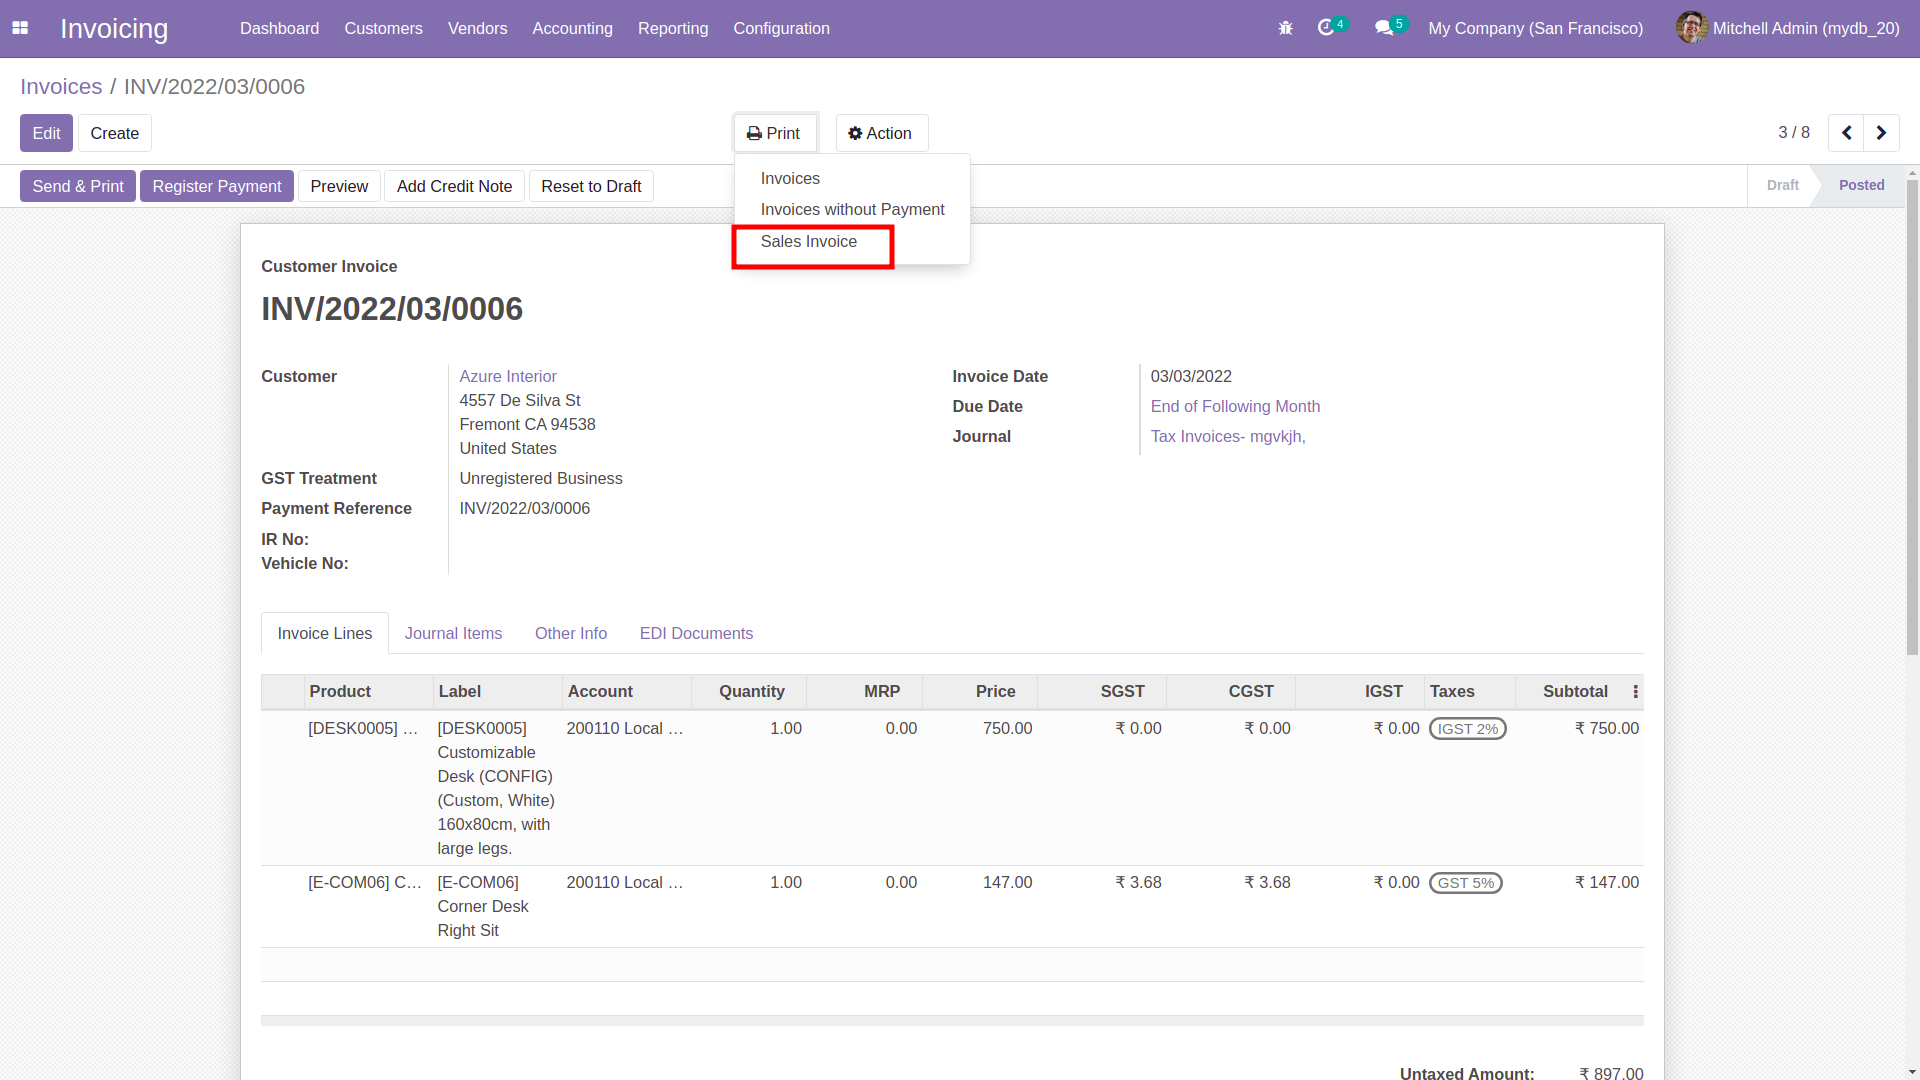 Invoicing
Dashboard Customers Vendors Accounting Reporting Configuration
4 5 My Company (San Francisco) Mitchell Admin (mydb_20)
Invoices / INV/2022/03/0006
Edit Create Print Action 3 / 8
Send & Print Register Payment Preview Add Credit Note Reset to Draft Draft Posted
Invoices
Invoices without Payment
Sales Invoice
Customer Invoice
INV/2022/03/0006
Customer Azure Interior
4557 De Silva St
Fremont CA 94538
United States
GST Treatment Unregistered Business
Payment Reference INV/2022/03/0006
IR No:
Vehicle No:
Invoice Date 03/03/2022
Due Date End of Following Month
Journal Tax Invoices- mgvkjh,
Invoice Lines Journal Items Other Info EDI Documents
Product Label Account Quantity MRP Price SGST CGST IGST Taxes Subtotal
[DESK0005] … [DESK0005] 200110 Local … 1.00 0.00 750.00 ₹ 0.00 ₹ 0.00 ₹ 0.00 IGST 2% ₹ 750.00
Customizable
Desk (CONFIG)
(Custom, White)
160x80cm, with
large legs.
[E-COM06] C… [E-COM06] 200110 Local … 1.00 0.00 147.00 ₹ 3.68 ₹ 3.68 ₹ 0.00 GST 5% ₹ 147.00
Corner Desk
Right Sit
Untaxed Amount: ₹ 897.00